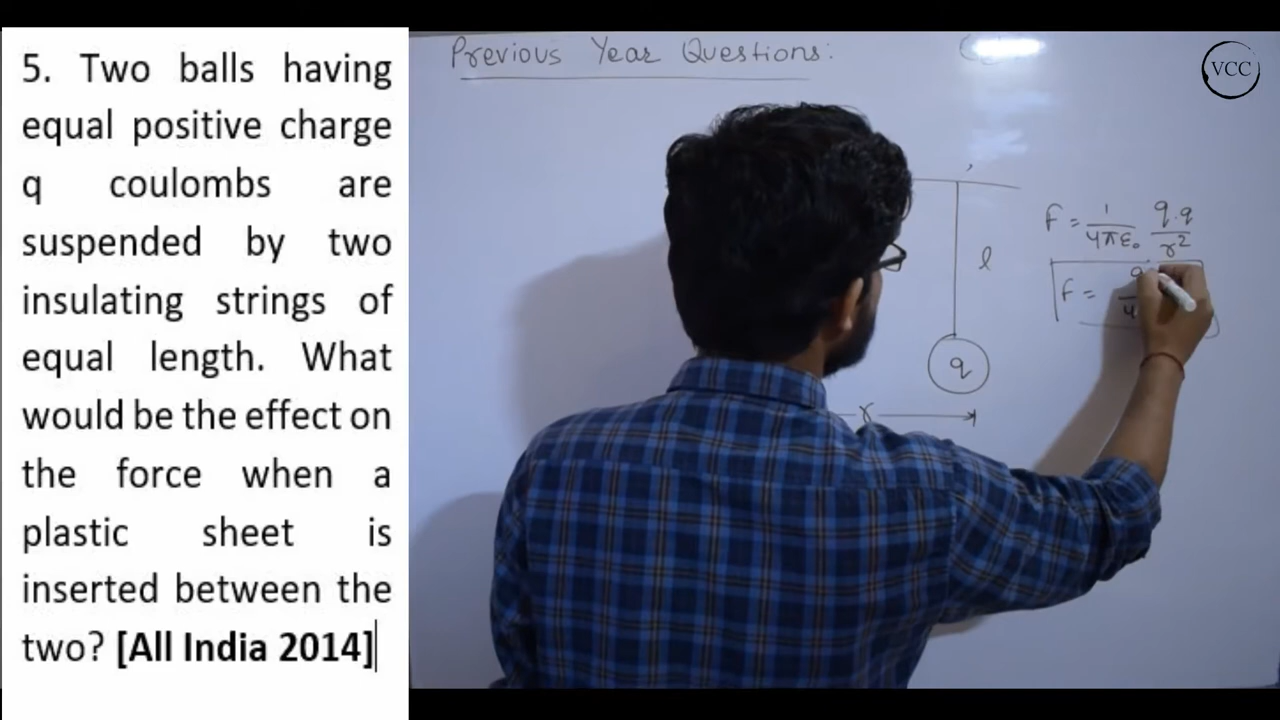 5. Two balls having
equal positive charge
q coulombs are
suspended by two
insulating strings of
equal length. What
would be the effect on
the force when a
plastic sheet is
inserted between the
two? [All India 2014]
Previous Year Questions:
VCC
F = 1/4πε₀ q.q/r²
l
F =
q
r